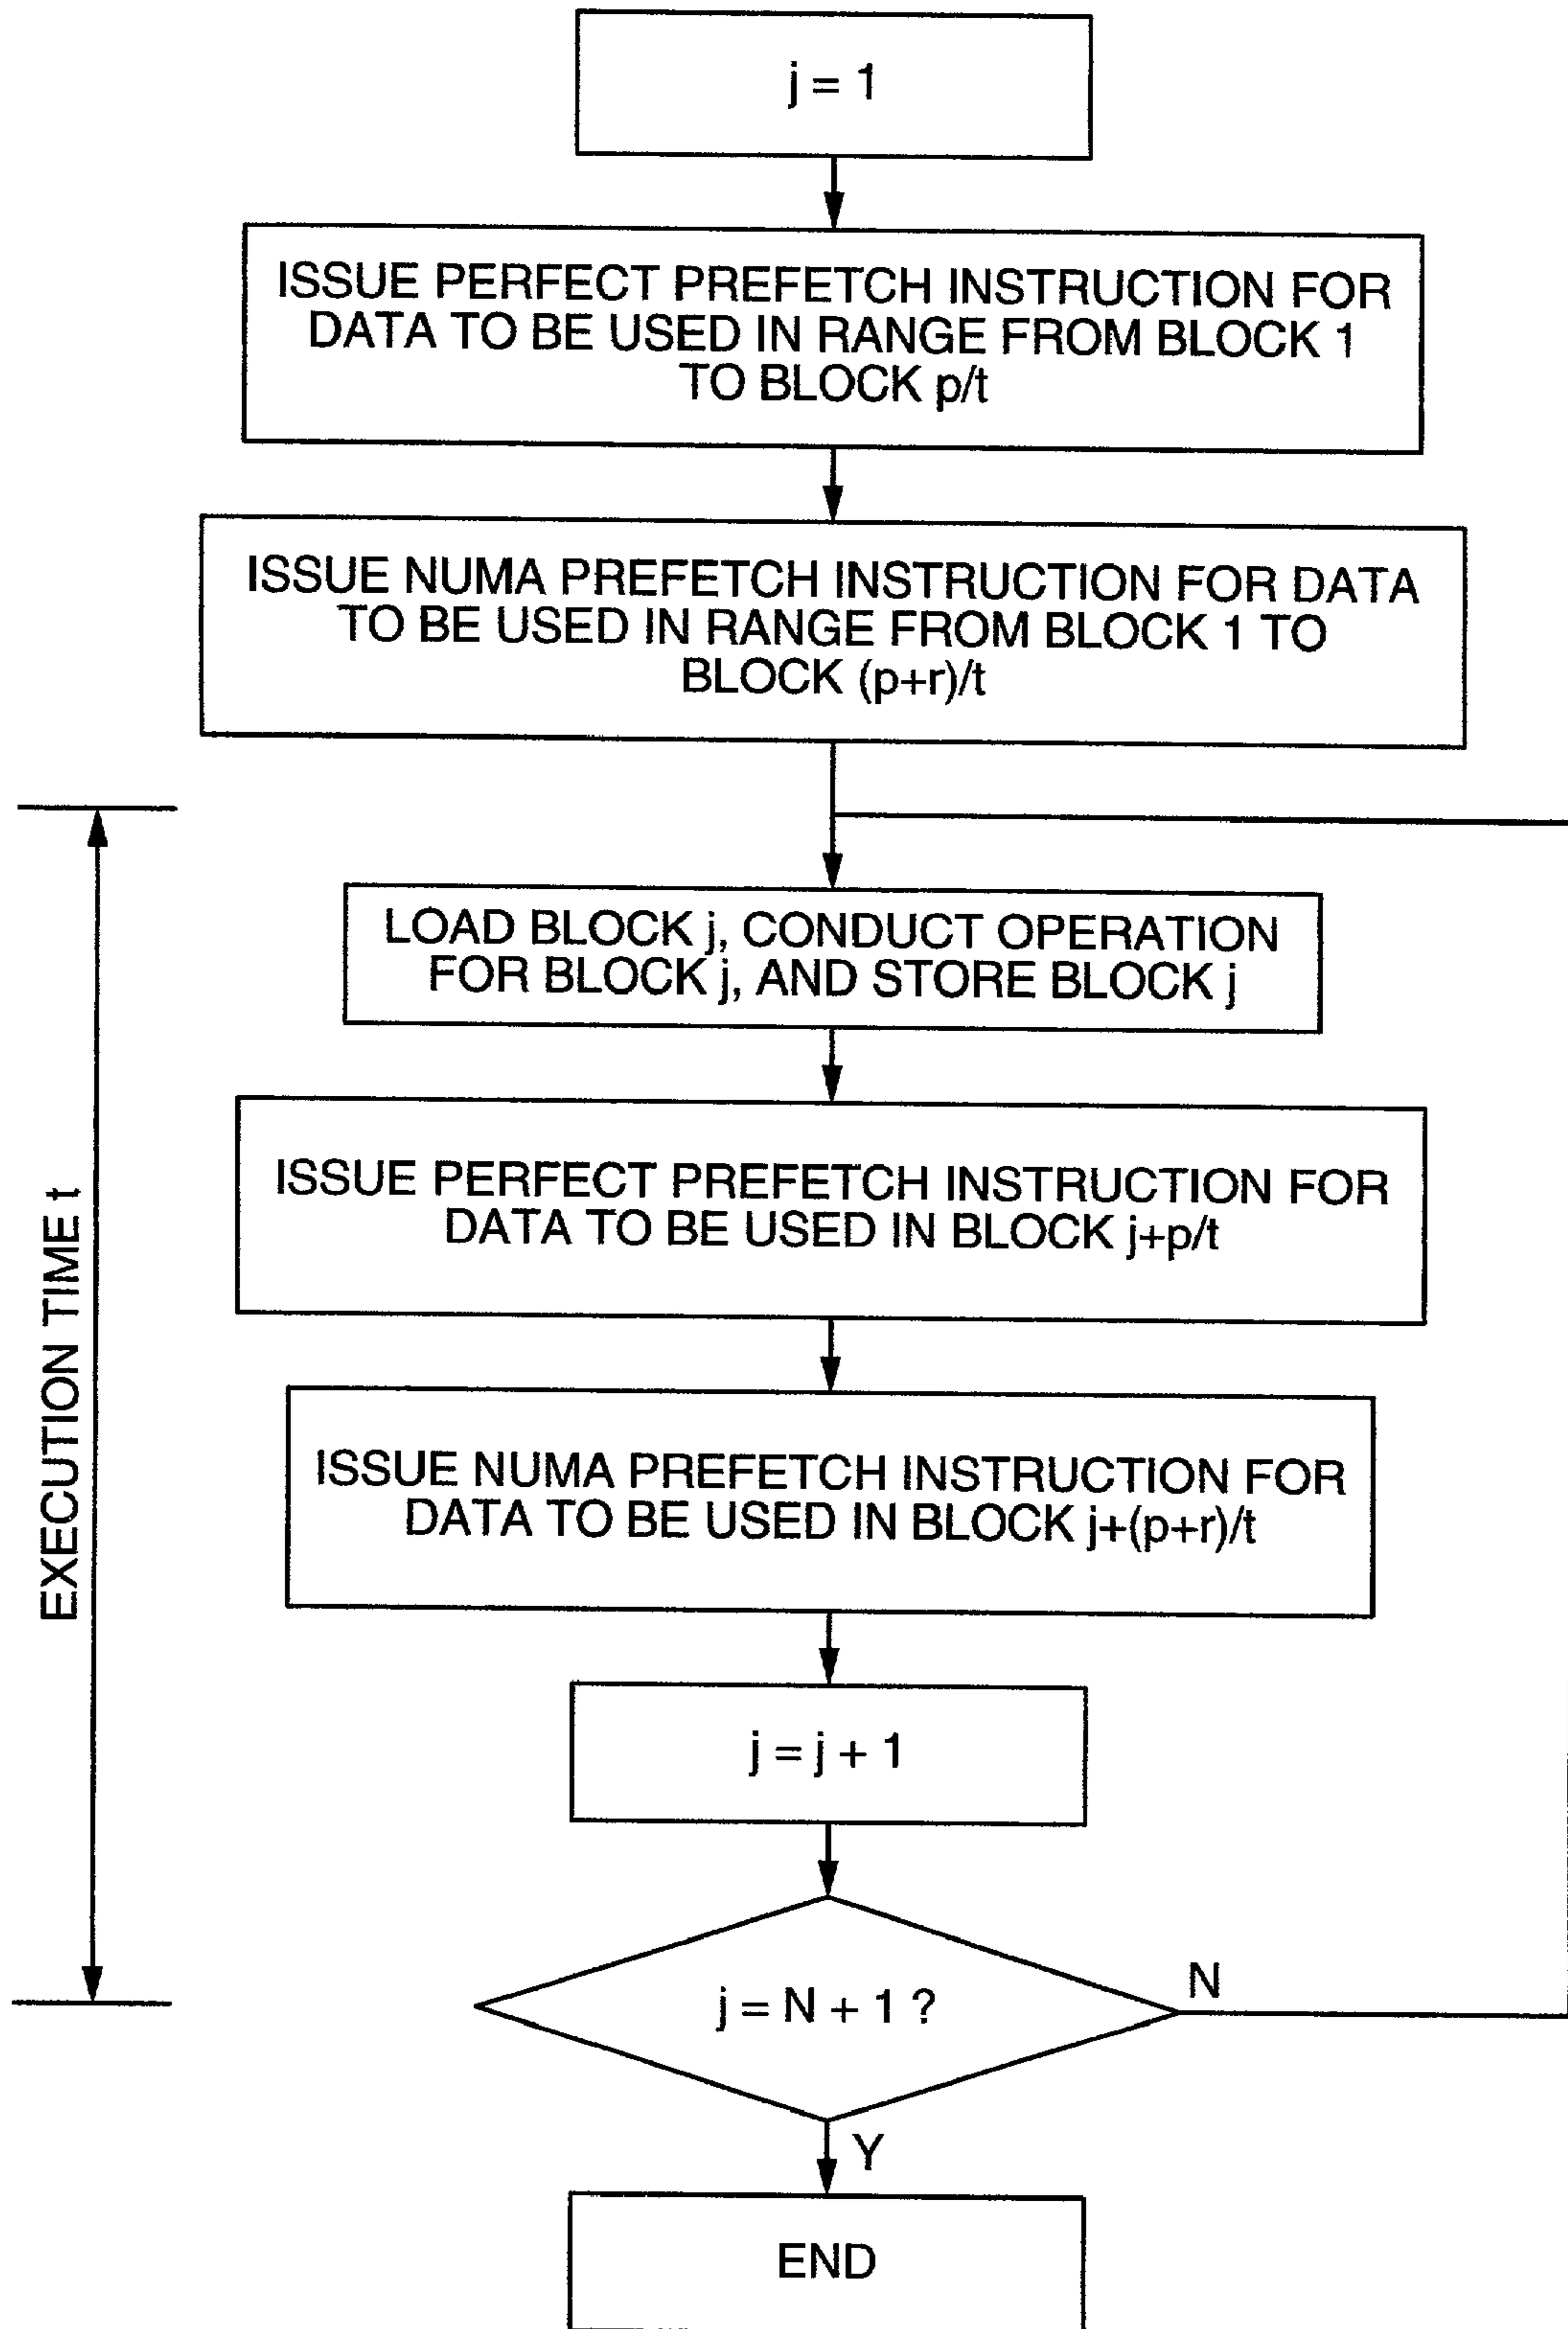 j = 1
ISSUE PERFECT PREFETCH INSTRUCTION FOR
DATA TO BE USED IN RANGE FROM BLOCK 1
TO BLOCK p/t
ISSUE NUMA PREFETCH INSTRUCTION FOR DATA
TO BE USED IN RANGE FROM BLOCK 1 TO
BLOCK (p+r)/t
LOAD BLOCK j, CONDUCT OPERATION
FOR BLOCK j, AND STORE BLOCK j
EXECUTION TIME t
ISSUE PERFECT PREFETCH INSTRUCTION FOR
DATA TO BE USED IN BLOCK j+p/t
ISSUE NUMA PREFETCH INSTRUCTION FOR
DATA TO BE USED IN BLOCK j+(p+r)/t
j = j + 1
j = N + 1 ?
N
Y
END